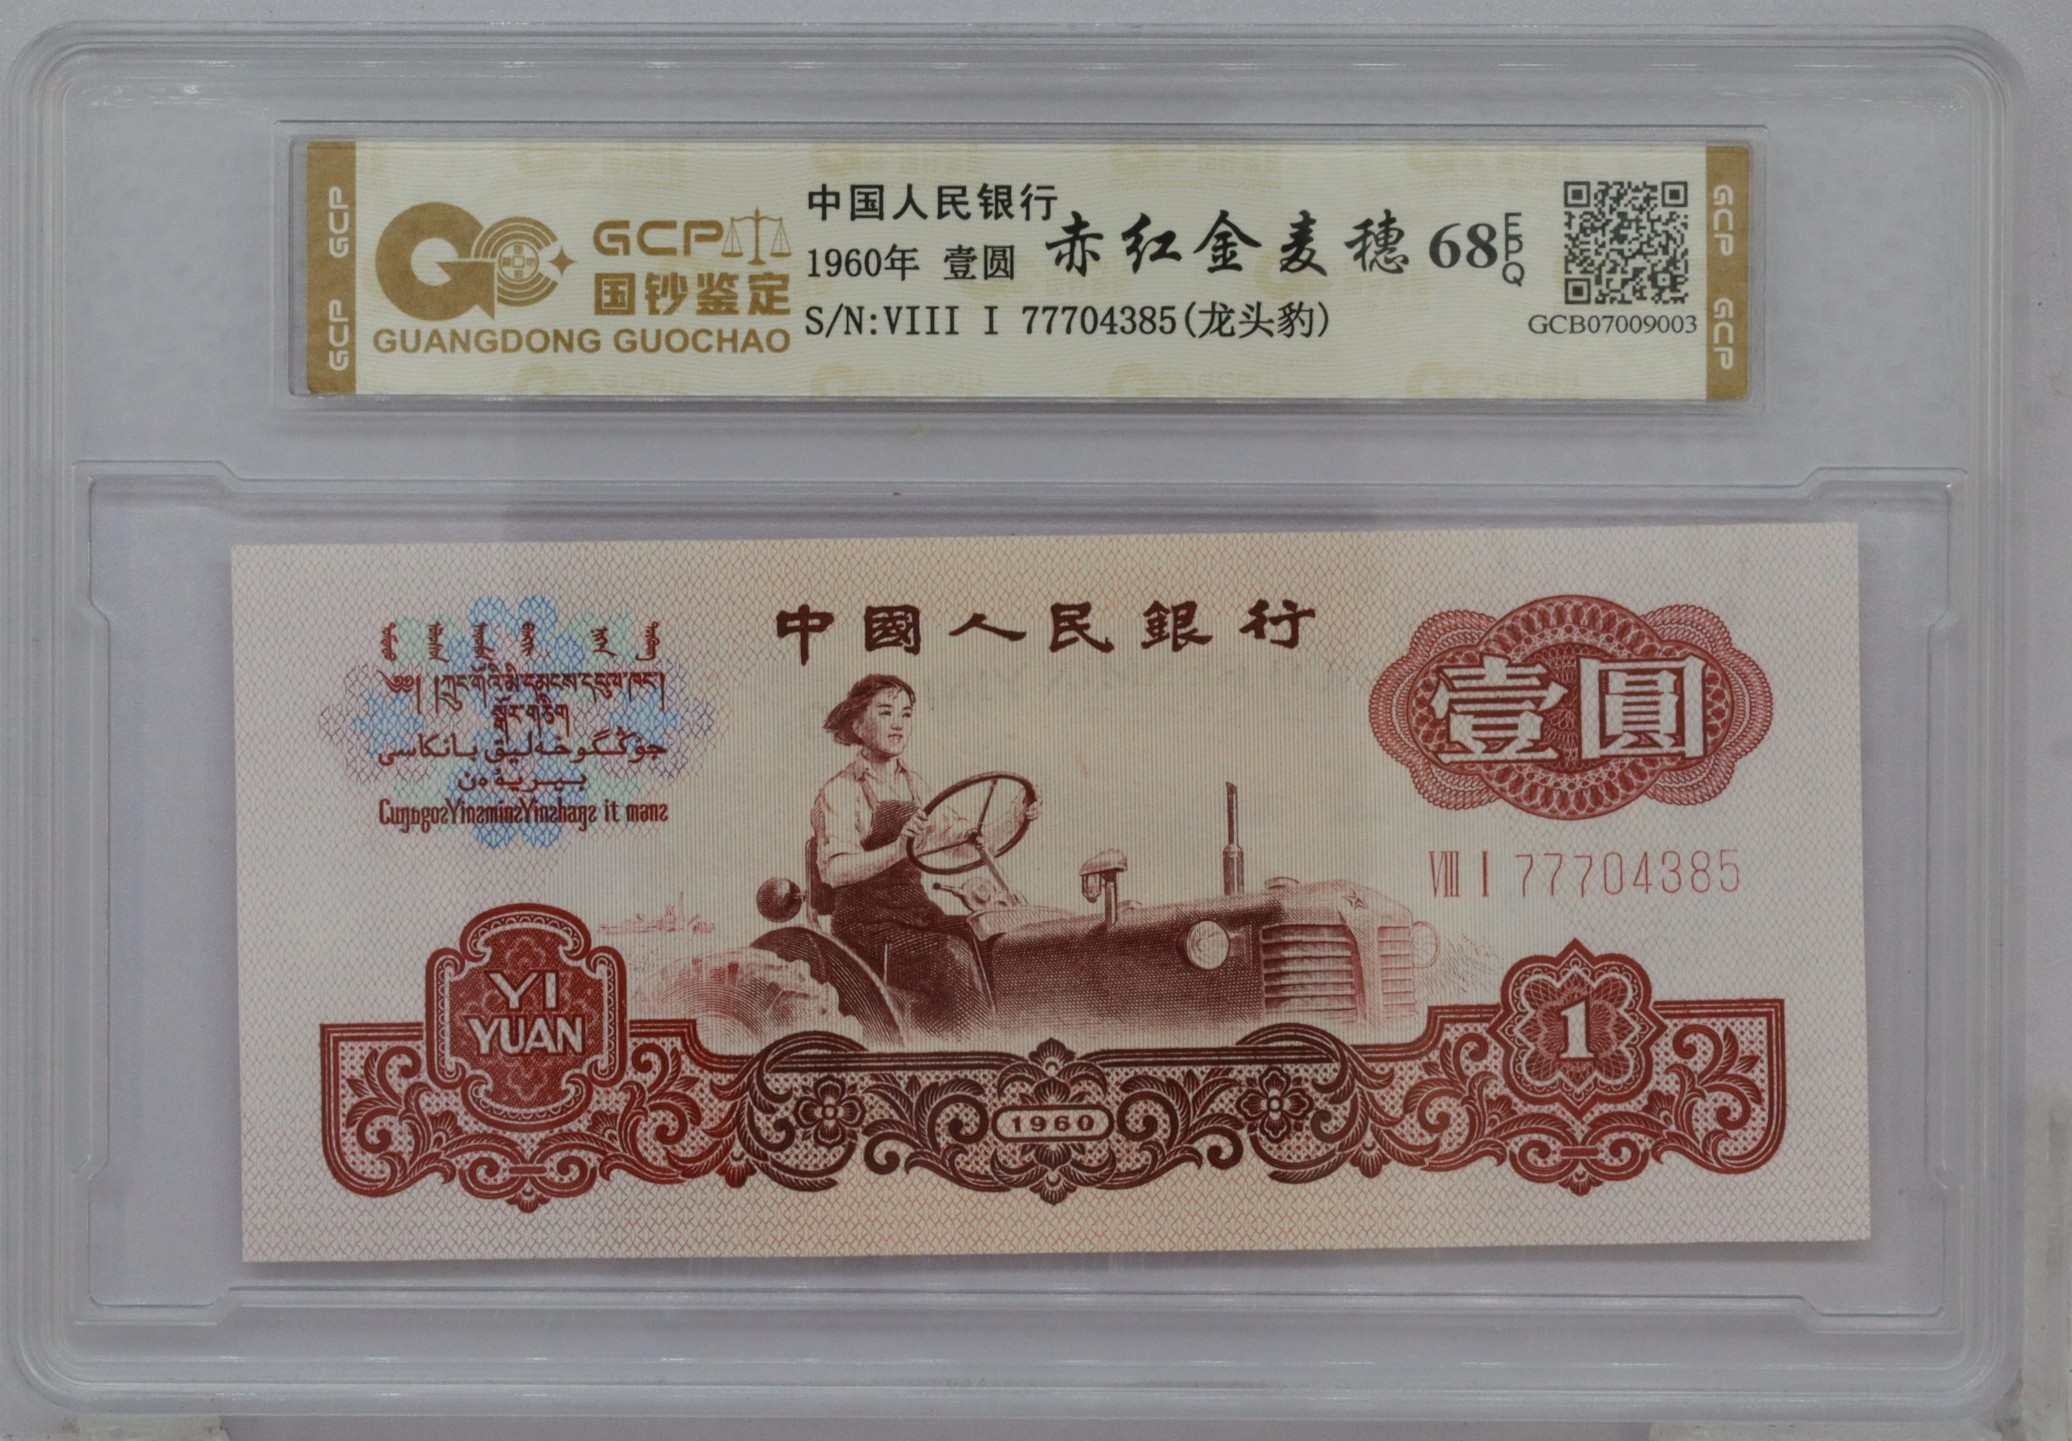 GCP GCP
GCP
国钞鉴定
GUANGDONG GUOCHAO
中国人民银行
1960年 壹圆 赤红金麦穗 68 EPQ
S/N:VIII I 77704385(龙头豹)
GCB07009003
GCP GCP
中國人民銀行
壹圓
VIII I 77704385
YI
YUAN
1960
1